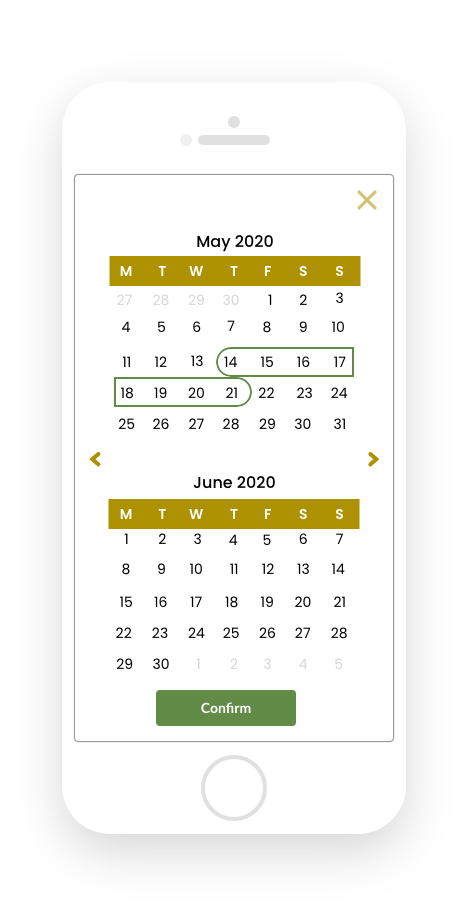 May 2020
M T W T F S S
27 28 29 30 1 2 3
4 5 6 7 8 9 10
11 12 13 14 15 16 17
18 19 20 21 22 23 24
25 26 27 28 29 30 31
June 2020
M T W T F S S
1 2 3 4 5 6 7
8 9 10 11 12 13 14
15 16 17 18 19 20 21
22 23 24 25 26 27 28
29 30 1 2 3 4 5
Confirm